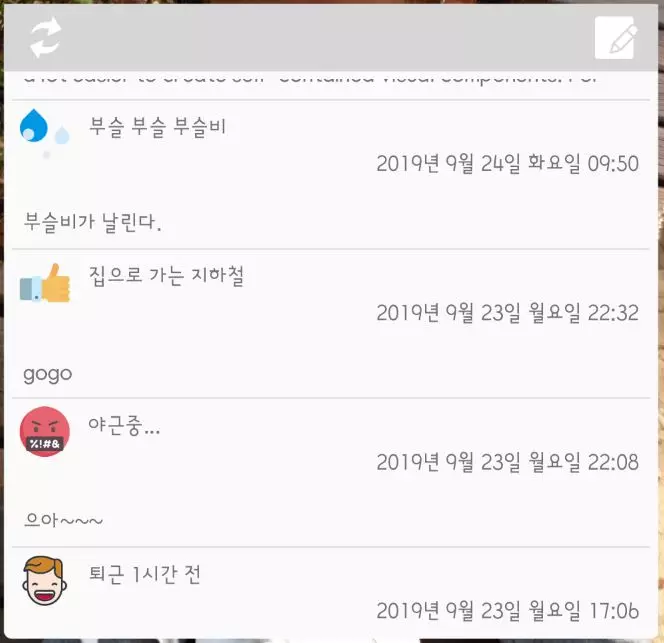 a lot easier to create self-contained visual components. For
부슬 부슬 부슬비
2019년 9월 24일 화요일 09:50
부슬비가 날린다.
집으로 가는 지하철
2019년 9월 23일 월요일 22:32
gogo
%!#&
야근중...
2019년 9월 23일 월요일 22:08
으아~~~
퇴근 1시간 전
2019년 9월 23일 월요일 17:06